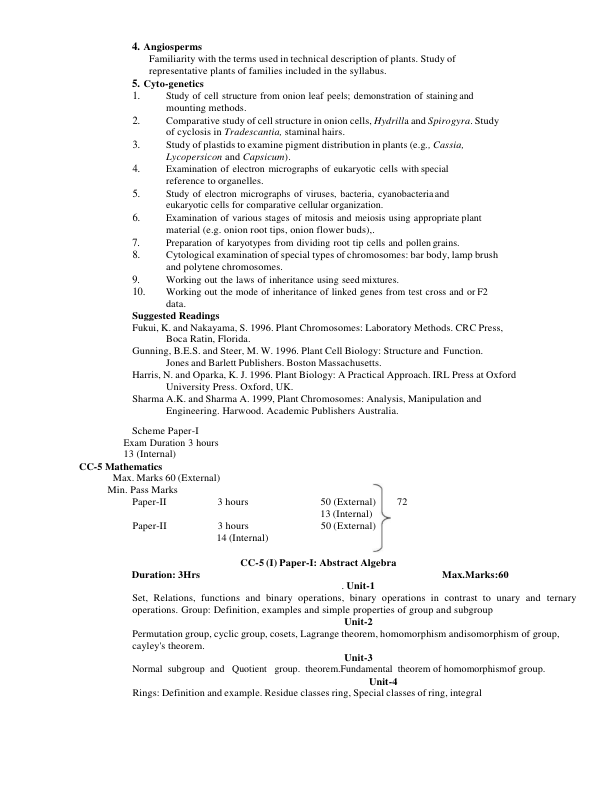 4. Angiosperms
Familiarity with the terms used in technical description of plants. Study of
representative plants of families included in the syllabus.
5. Cyto-genetics
1. Study of cell structure from onion leaf peels; demonstration of staining and
mounting methods.
2. Comparative study of cell structure in onion cells, Hydrilla and Spirogyra. Study
of cyclosis in Tradescantia, staminal hairs.
3. Study of plastids to examine pigment distribution in plants (e.g., Cassia,
Lycopersicon and Capsicum).
4. Examination of electron micrographs of eukaryotic cells with special
reference to organelles.
5. Study of electron micrographs of viruses, bacteria, cyanobacteria and
eukaryotic cells for comparative cellular organization.
6. Examination of various stages of mitosis and meiosis using appropriate plant
material (e.g. onion root tips, onion flower buds),.
7. Preparation of karyotypes from dividing root tip cells and pollen grains.
8. Cytological examination of special types of chromosomes: bar body, lamp brush
and polytene chromosomes.
9. Working out the laws of inheritance using seed mixtures.
10. Working out the mode of inheritance of linked genes from test cross and or F2
data.
Suggested Readings
Fukui, K. and Nakayama, S. 1996. Plant Chromosomes: Laboratory Methods. CRC Press,
Boca Ratin, Florida.
Gunning, B.E.S. and Steer, M. W. 1996. Plant Cell Biology: Structure and Function.
Jones and Barlett Publishers. Boston Massachusetts.
Harris, N. and Oparka, K. J. 1996. Plant Biology: A Practical Approach. IRL Press at Oxford
University Press. Oxford, UK.
Sharma A.K. and Sharma A. 1999, Plant Chromosomes: Analysis, Manipulation and
Engineering. Harwood. Academic Publishers Australia.
Scheme Paper-I
Exam Duration 3 hours
13 (Internal)
CC-5 Mathematics
Max. Marks 60 (External)
Min. Pass Marks
Paper-II 3 hours 50 (External) 72
13 (Internal)
Paper-II 3 hours 50 (External)
14 (Internal)
CC-5 (I) Paper-I: Abstract Algebra
Duration: 3Hrs Max.Marks:60
. Unit-1
Set, Relations, functions and binary operations, binary operations in contrast to unary and ternary
operations. Group: Definition, examples and simple properties of group and subgroup
Unit-2
Permutation group, cyclic group, cosets, Lagrange theorem, homomorphism andisomorphism of group,
cayley's theorem.
Unit-3
Normal subgroup and Quotient group. theorem.Fundamental theorem of homomorphismof group.
Unit-4
Rings: Definition and example. Residue classes ring, Special classes of ring, integral